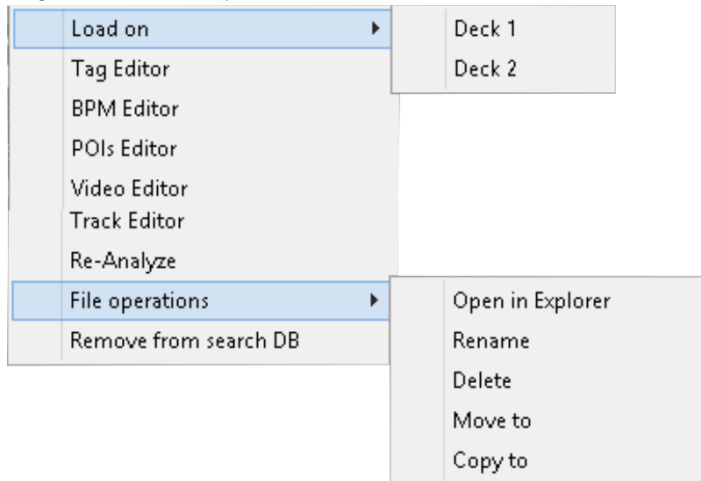 Load on
Deck 1
Deck 2
Tag Editor
BPM Editor
POIs Editor
Video Editor
Track Editor
Re-Analyze
File operations
Open in Explorer
Rename
Delete
Move to
Copy to
Remove from search DB